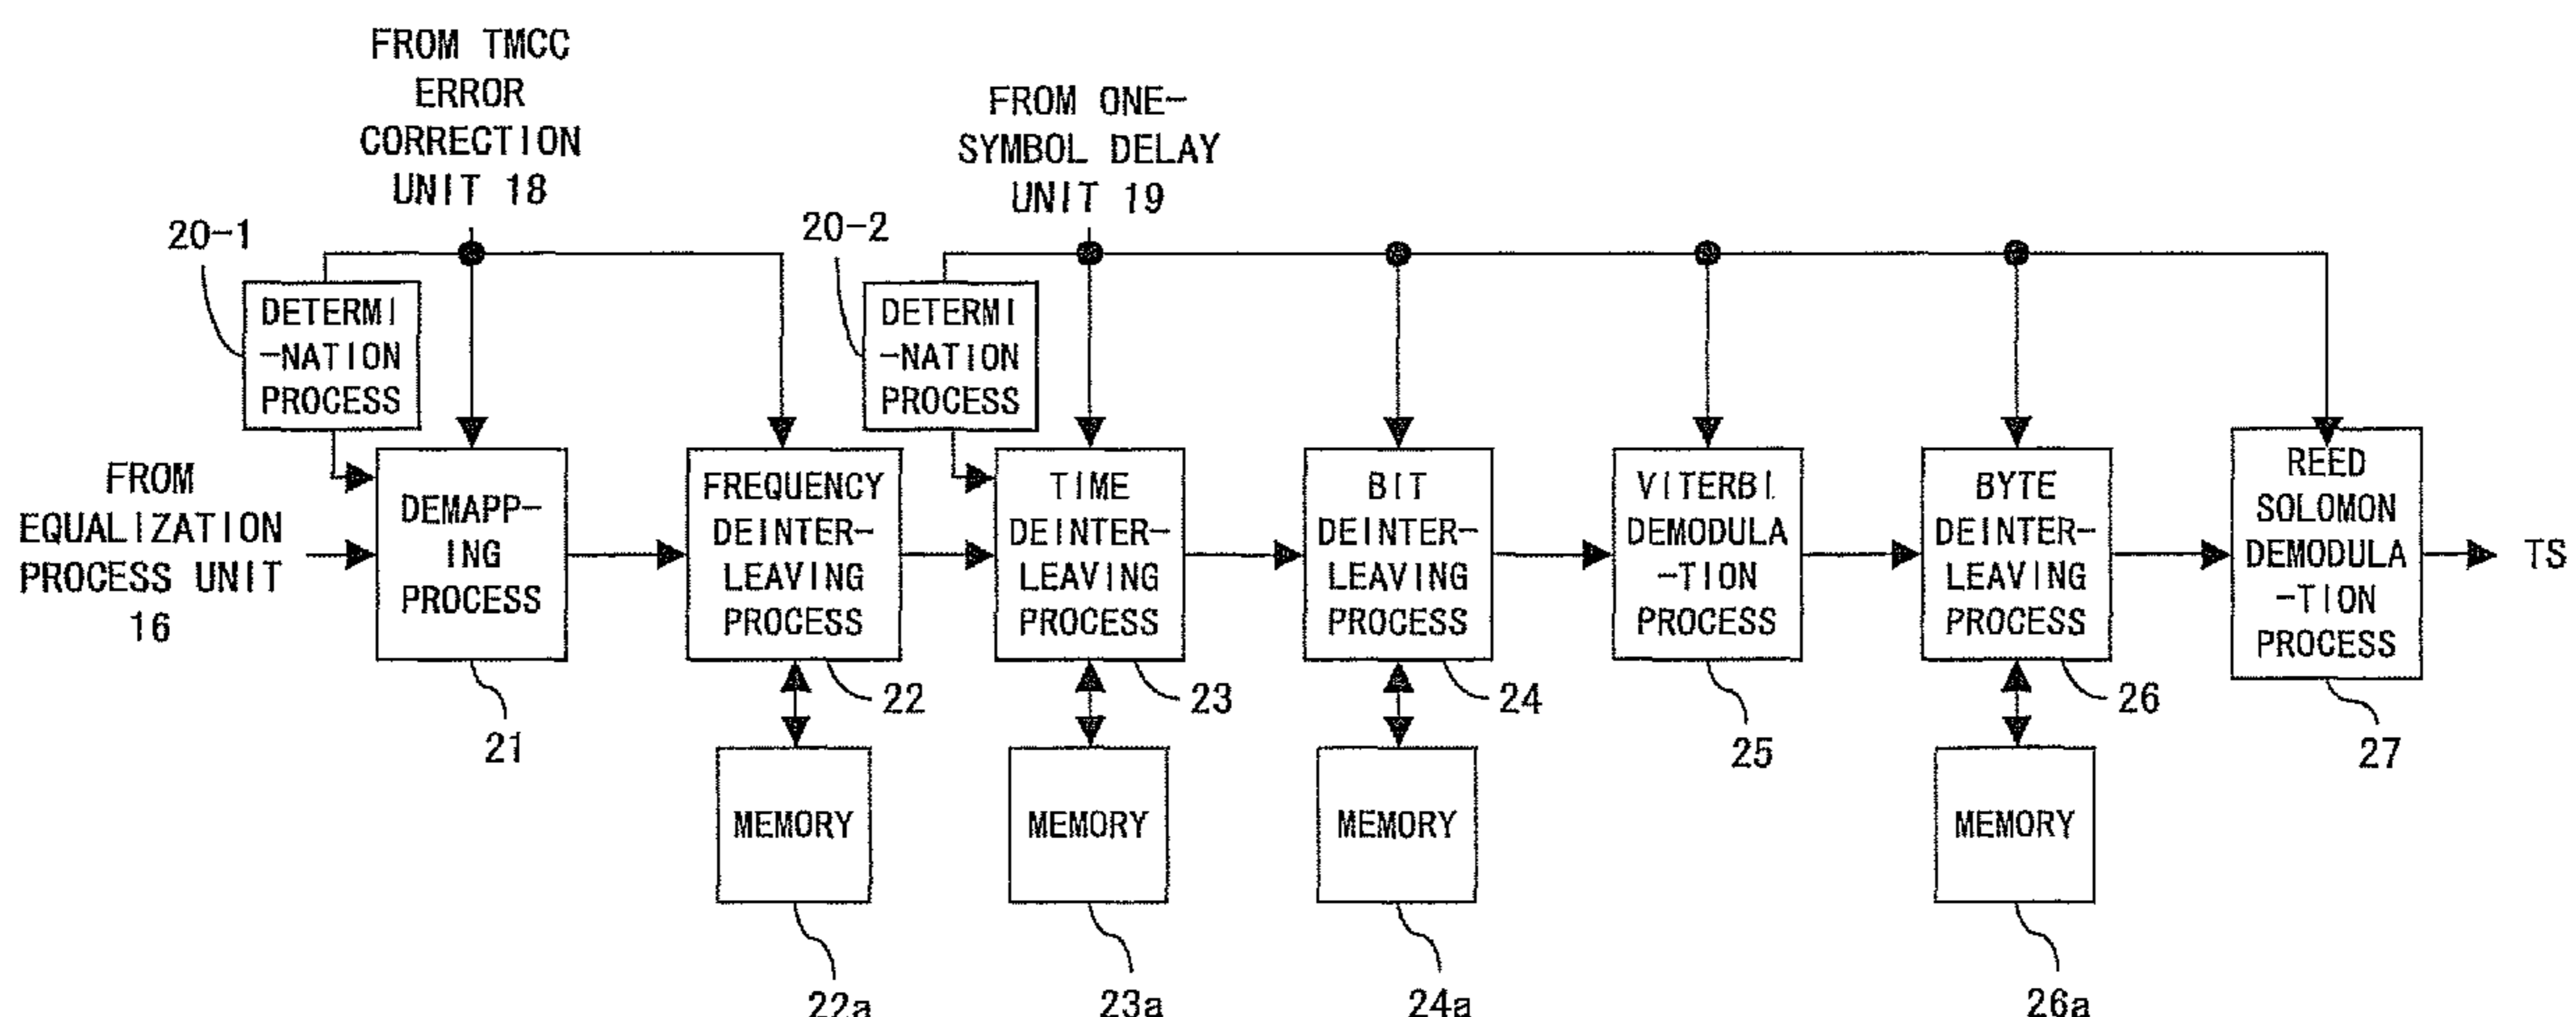 FROM TMCC
ERROR
CORRECTION
UNIT 18
FROM ONE-
SYMBOL DELAY
UNIT 19
20-1
20-2
DETERMI
-NATION
PROCESS
DETERMI
-NATION
PROCESS
FROM
EQUALIZATION
PROCESS UNIT
16
DEMAPP-
ING
PROCESS
FREQUENCY
DEINTER-
LEAVING
PROCESS
TIME
DEINTER-
LEAVING
PROCESS
BIT
DEINTER-
LEAVING
PROCESS
VITERBI
DEMODULA
-TION
PROCESS
BYTE
DEINTER-
LEAVING
PROCESS
REED
SOLOMON
DEMODULA
-TION
PROCESS
TS
21
22
23
24
25
26
27
MEMORY
MEMORY
MEMORY
MEMORY
22a
23a
24a
26a